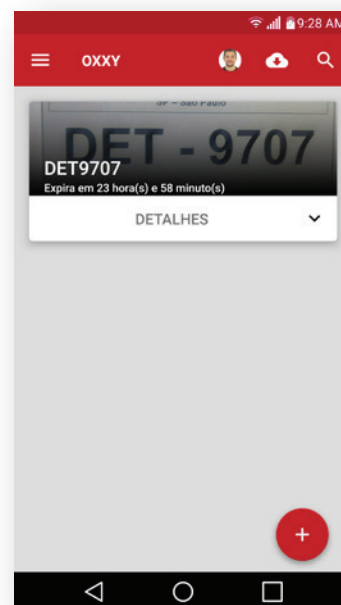 9:28 AM
OXXY
SP – São Paulo
DET - 9707
DET9707
Expira em 23 hora(s) e 58 minuto(s)
DETALHES